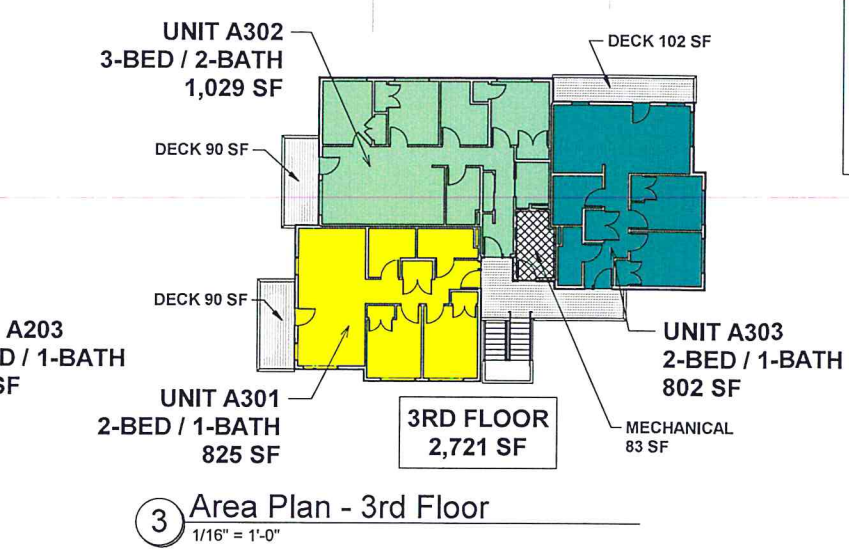 UNIT A302
3-BED / 2-BATH
1,029 SF
DECK 102 SF
DECK 90 SF
DECK 90 SF
A203
D / 1-BATH
SF
UNIT A301
2-BED / 1-BATH
825 SF
3RD FLOOR
2,721 SF
UNIT A303
2-BED / 1-BATH
802 SF
MECHANICAL
83 SF
3 Area Plan - 3rd Floor
1/16" = 1'-0"